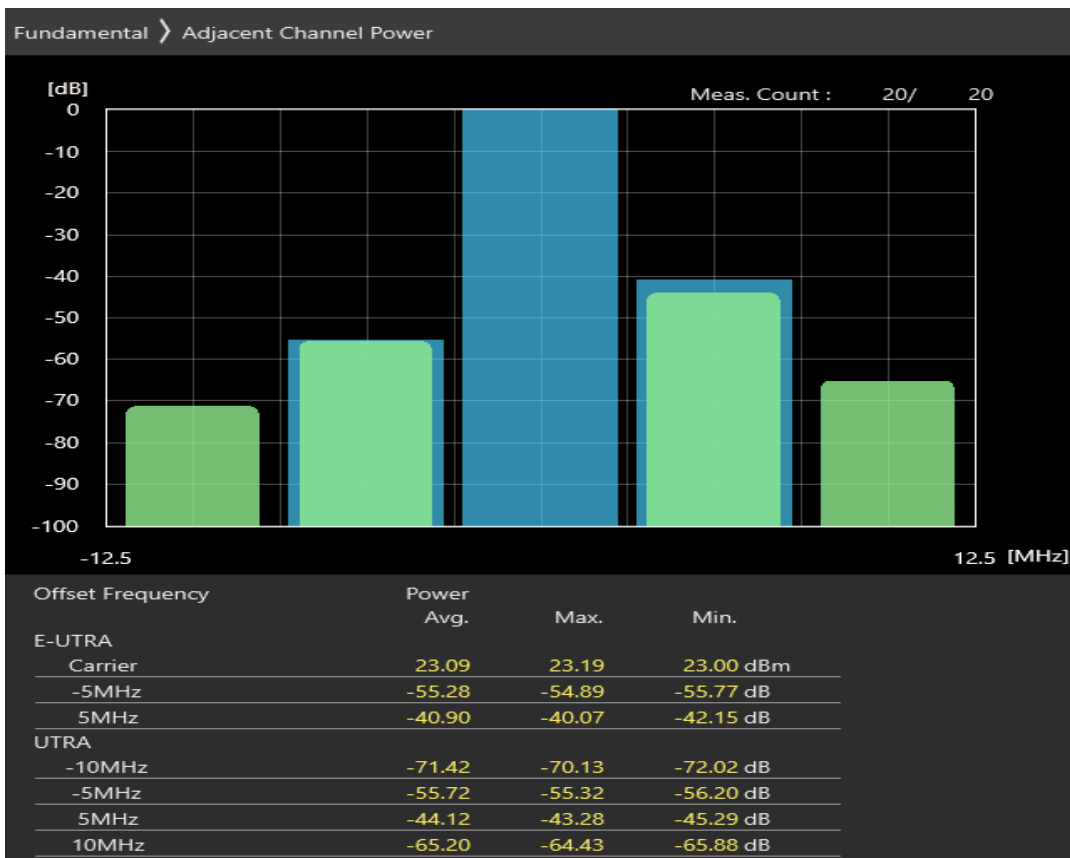 Fundamental 〉 Adjacent Channel Power
[dB]
Meas. Count : 20/ 20
0
-10
-20
-30
-40
-50
-60
-70
-80
-90
-100
-12.5 12.5 [MHz]
Offset Frequency Power
Avg. Max. Min.
E-UTRA
Carrier 23.09 23.19 23.00 dBm
-5MHz -55.28 -54.89 -55.77 dB
5MHz -40.90 -40.07 -42.15 dB
UTRA
-10MHz -71.42 -70.13 -72.02 dB
-5MHz -55.72 -55.32 -56.20 dB
5MHz -44.12 -43.28 -45.29 dB
10MHz -65.20 -64.43 -65.88 dB